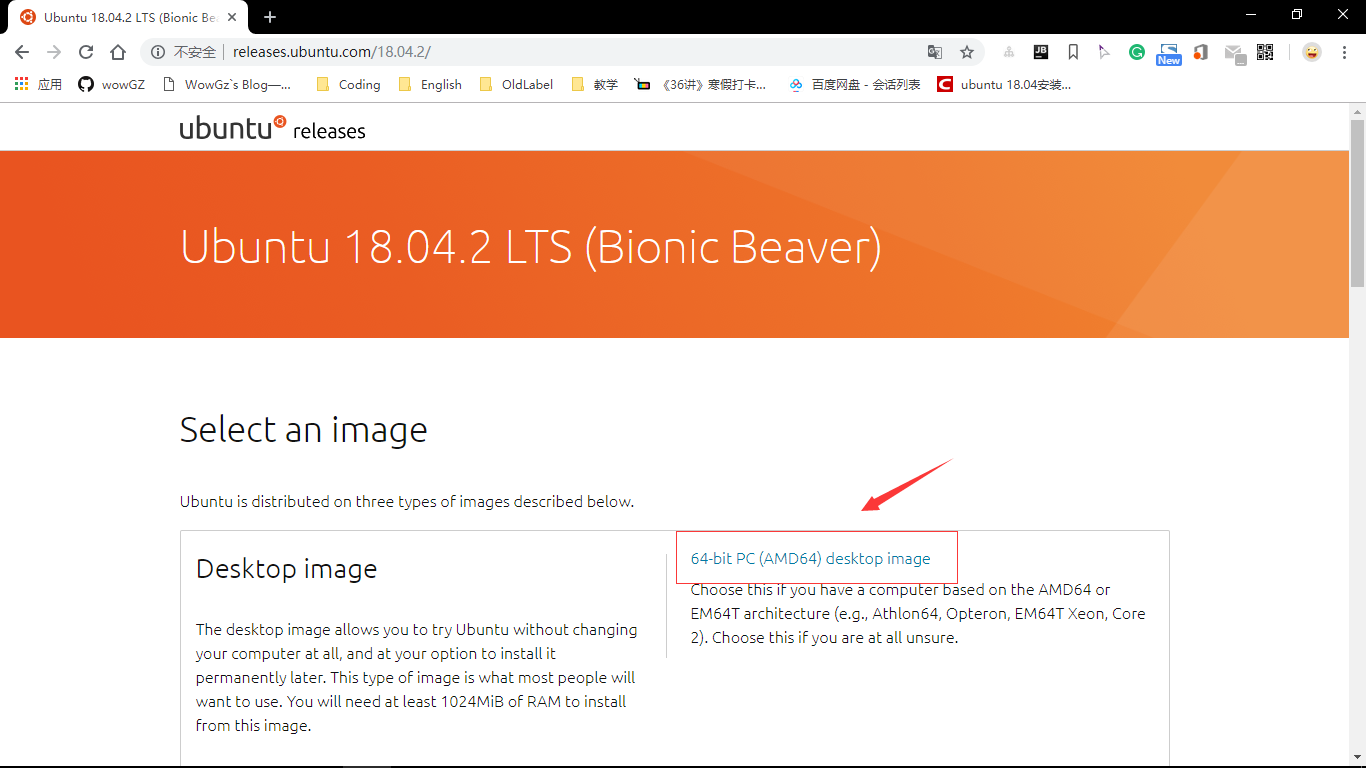 Ubuntu 18.04.2 LTS (Bionic Be
不安全 releases.ubuntu.com/18.04.2/
JB
New
应用 wowGZ WowGz`s Blog—... Coding English OldLabel 教学 《36讲》寒假打卡... 百度网盘 - 会话列表 ubuntu 18.04安装...
ubuntu releases
Ubuntu 18.04.2 LTS (Bionic Beaver)
Select an image
Ubuntu is distributed on three types of images described below.
Desktop image
The desktop image allows you to try Ubuntu without changing
your computer at all, and at your option to install it
permanently later. This type of image is what most people will
want to use. You will need at least 1024MiB of RAM to install
from this image.
64-bit PC (AMD64) desktop image
Choose this if you have a computer based on the AMD64 or
EM64T architecture (e.g., Athlon64, Opteron, EM64T Xeon, Core
2). Choose this if you are at all unsure.